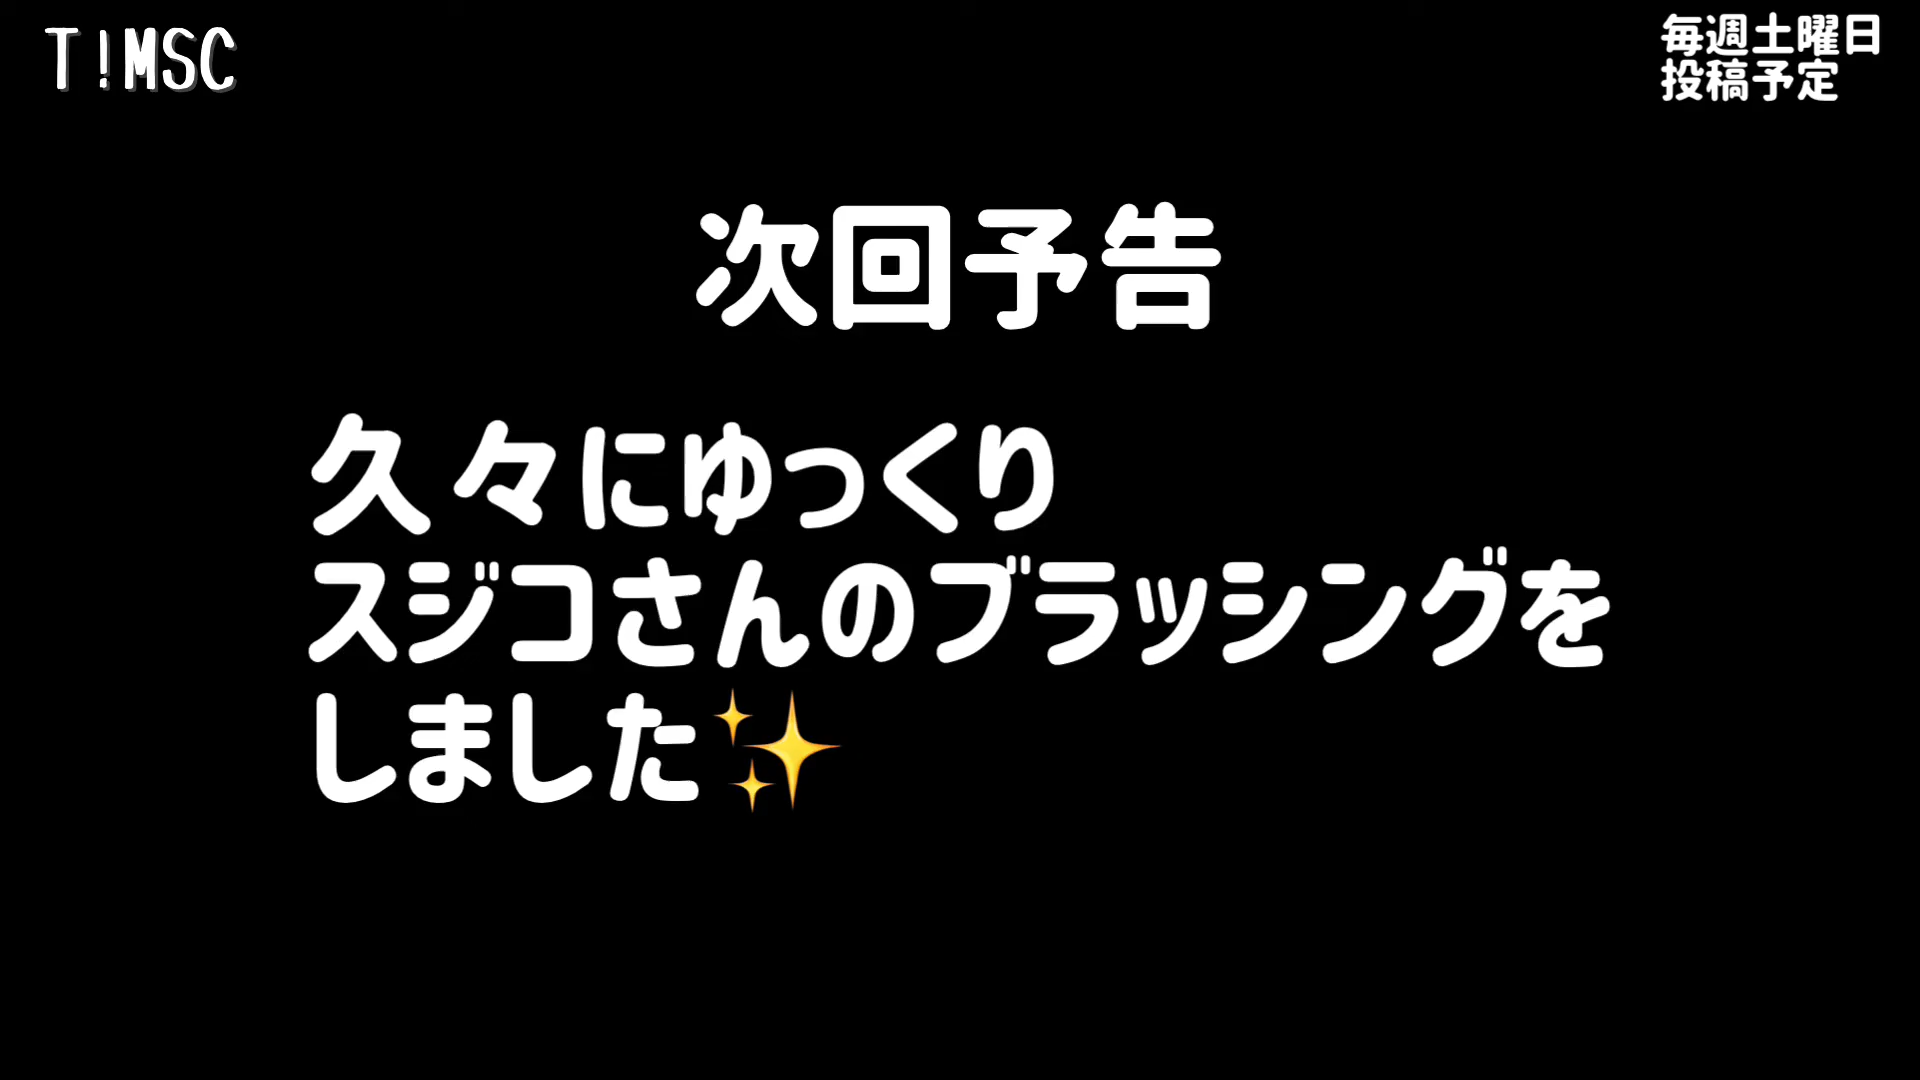 T!MSC
毎週土曜日
投稿予定
次回予告
久々にゆっくり
スジコさんのブラッシングを
しました✨